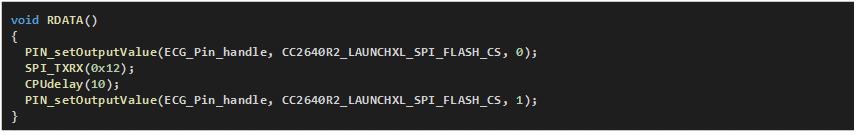 void RDATA()
{
  PIN_setOutputValue(ECG_Pin_handle, CC2640R2_LAUNCHXL_SPI_FLASH_CS, 0);
  SPI_TXRX(0x12);
  CPUdelay(10);
  PIN_setOutputValue(ECG_Pin_handle, CC2640R2_LAUNCHXL_SPI_FLASH_CS, 1);
}